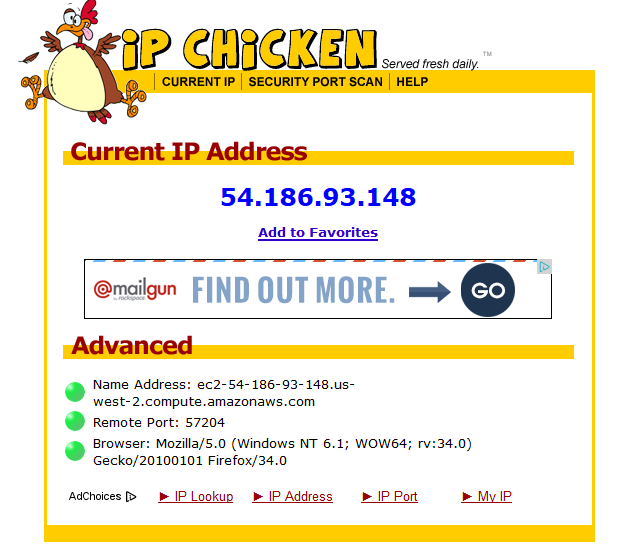 iP CHiCKEN
Served fresh daily.™
CURRENT IP | SECURITY PORT SCAN | HELP
Current IP Address
54.186.93.148
Add to Favorites
@mailgun
by rackspace
FIND OUT MORE. GO
Advanced
Name Address: ec2-54-186-93-148.us-
west-2.compute.amazonaws.com
Remote Port: 57204
Browser: Mozilla/5.0 (Windows NT 6.1; WOW64; rv:34.0)
Gecko/20100101 Firefox/34.0
AdChoices ► IP Lookup ► IP Address ► IP Port ► My IP